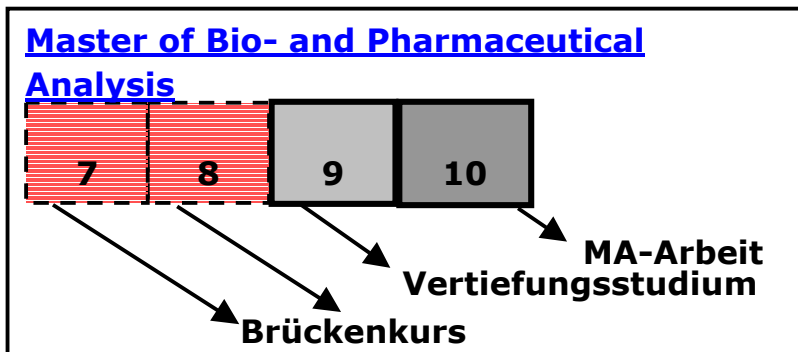 Master of Bio- and Pharmaceutical
Analysis
7 8 9 10
MA-Arbeit
Vertiefungsstudium
Brückenkurs